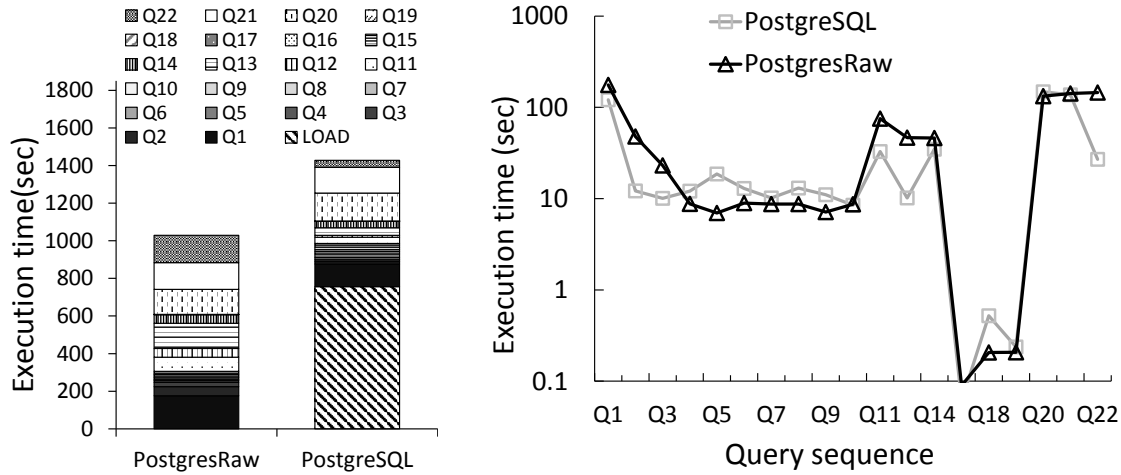 Q22 Q21 Q20 Q19
Q18 Q17 Q16 Q15
Q14 Q13 Q12 Q11
Q10 Q9 Q8 Q7
Q6 Q5 Q4 Q3
Q2 Q1 LOAD
Execution time(sec)
1800
1600
1400
1200
1000
800
600
400
200
0
PostgresRaw PostgreSQL
PostgreSQL
PostgresRaw
Execution time (sec)
1000
100
10
1
0.1
Q1 Q3 Q5 Q7 Q9 Q11 Q14 Q18 Q20 Q22
Query sequence